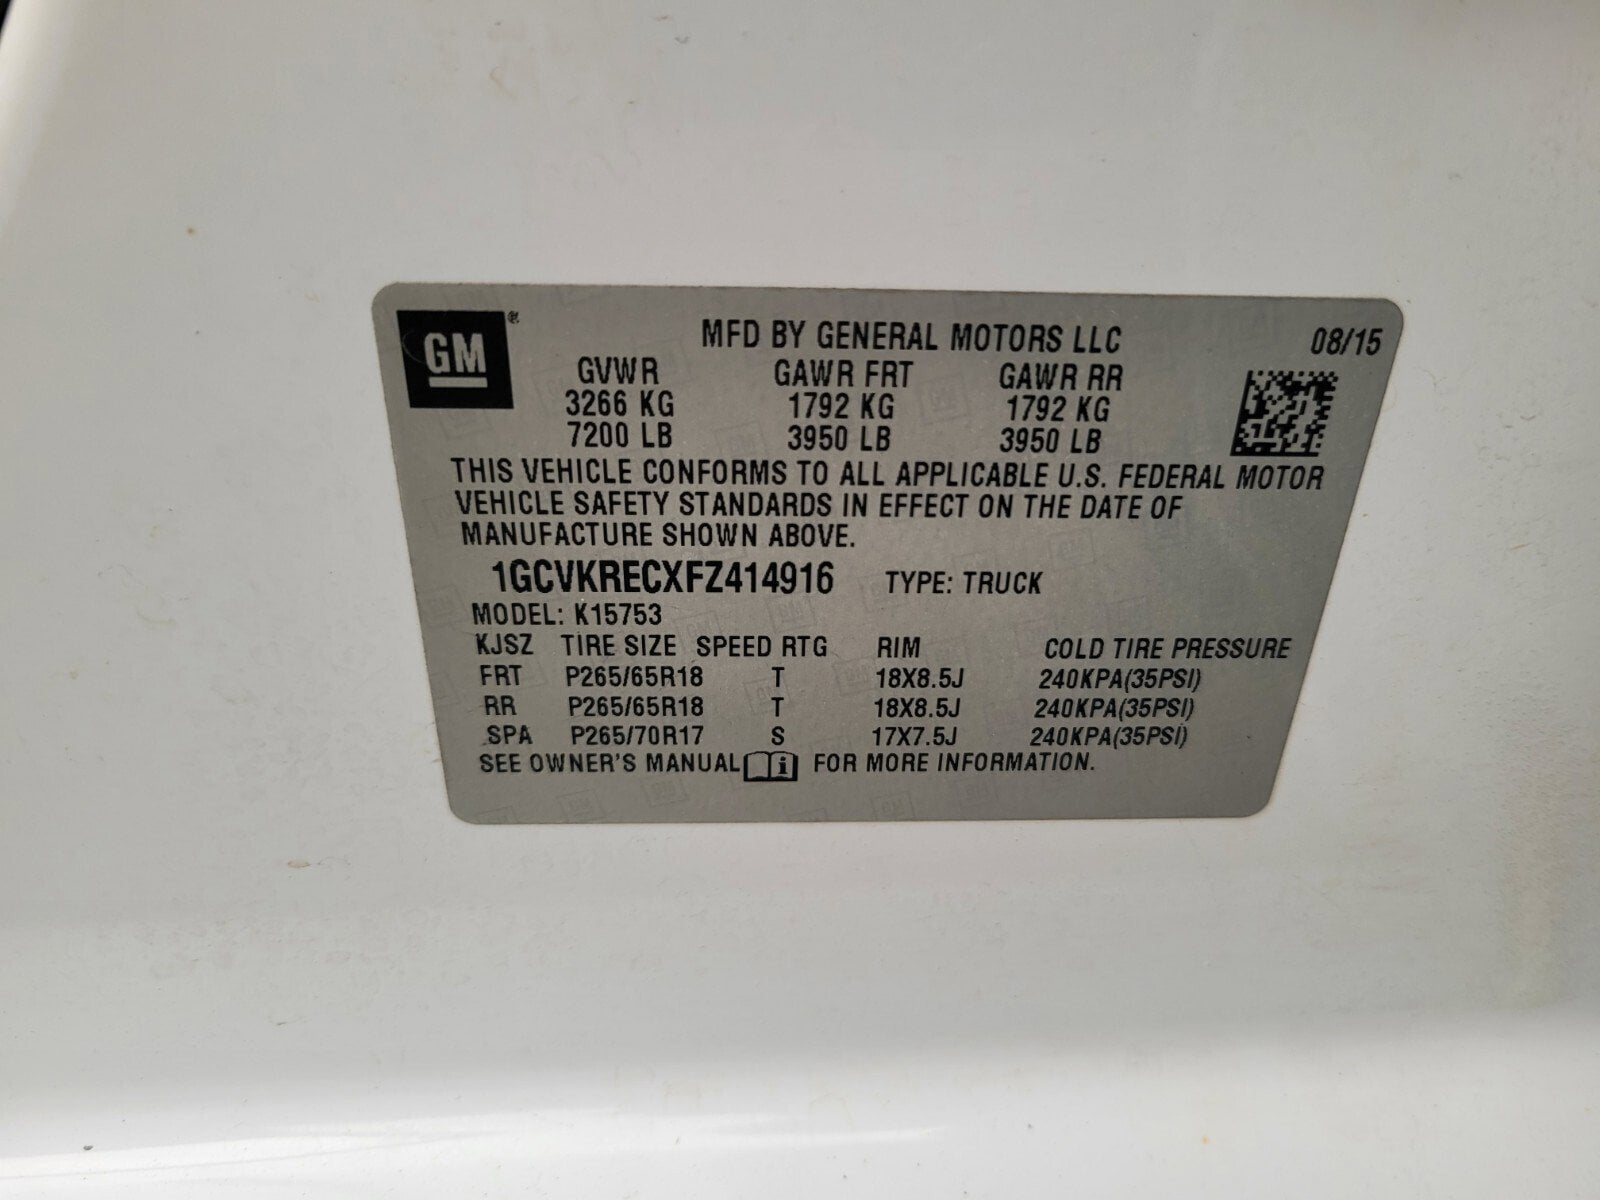 GM ®
MFD BY GENERAL MOTORS LLC 08/15
GVWR GAWR FRT GAWR RR
3266 KG 1792 KG 1792 KG
7200 LB 3950 LB 3950 LB
THIS VEHICLE CONFORMS TO ALL APPLICABLE U.S. FEDERAL MOTOR
VEHICLE SAFETY STANDARDS IN EFFECT ON THE DATE OF
MANUFACTURE SHOWN ABOVE.
1GCVKRECXFZ414916 TYPE: TRUCK
MODEL: K15753
KJSZ TIRE SIZE SPEED RTG RIM COLD TIRE PRESSURE
FRT P265/65R18 T 18X8.5J 240KPA(35PSI)
RR P265/65R18 T 18X8.5J 240KPA(35PSI)
SPA P265/70R17 S 17X7.5J 240KPA(35PSI)
SEE OWNER'S MANUAL i FOR MORE INFORMATION.